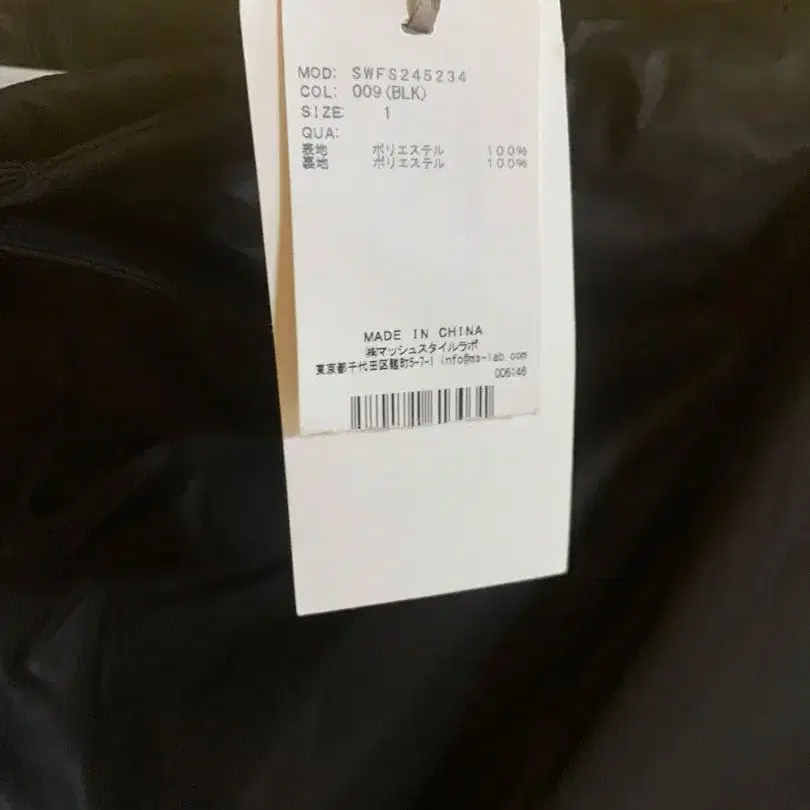 MOD: SWFS245234
COL: 009(BLK)
SIZE: 1
QUA:
表地 ポリエステル 100%
裏地 ポリエステル 100%
MADE IN CHINA
㈱マッシュスタイルラボ
東京都千代田区麹町5-7-1 info@ms-lab.com
006146